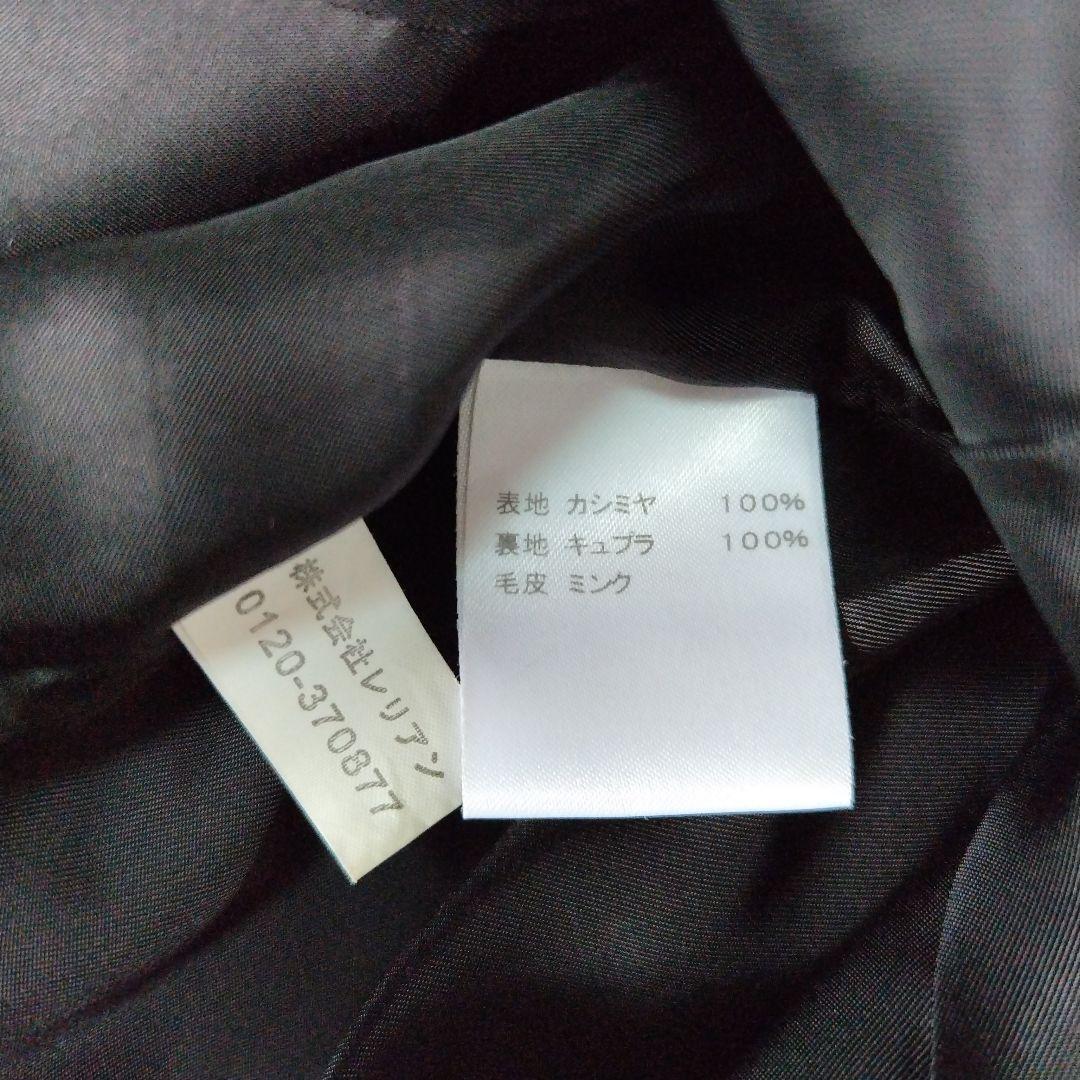 表地 カシミヤ 100%
裏地 キュプラ 100%
毛皮 ミンク
株式会社レリアン
0120-370877